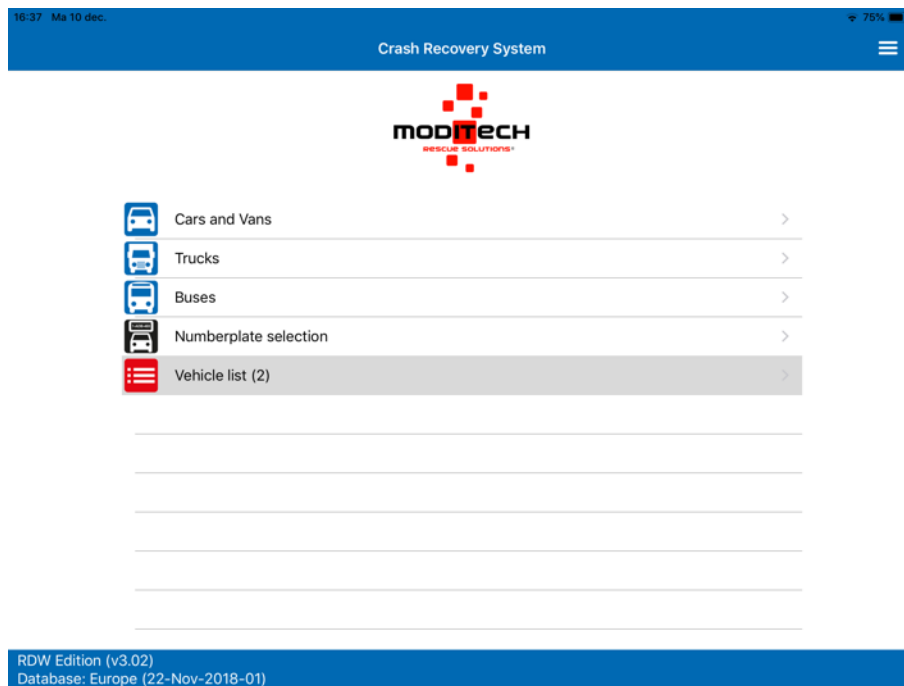 16:37 Ma 10 dec.
75%
Crash Recovery System
MODITECH
RESCUE SOLUTIONS®
Cars and Vans
Trucks
Buses
Numberplate selection
Vehicle list (2)
RDW Edition (v3.02)
Database: Europe (22-Nov-2018-01)